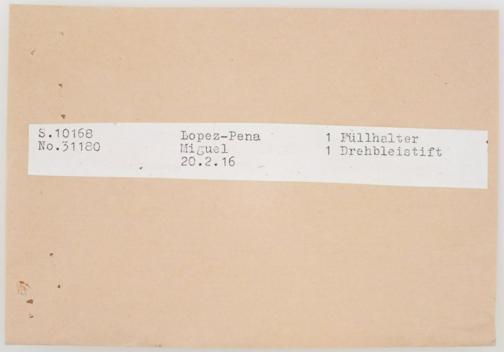 S.10168 Lopez-Pena 1 Füllhalter
No.31180 Miguel 1 Drehbleistift
20.2.16